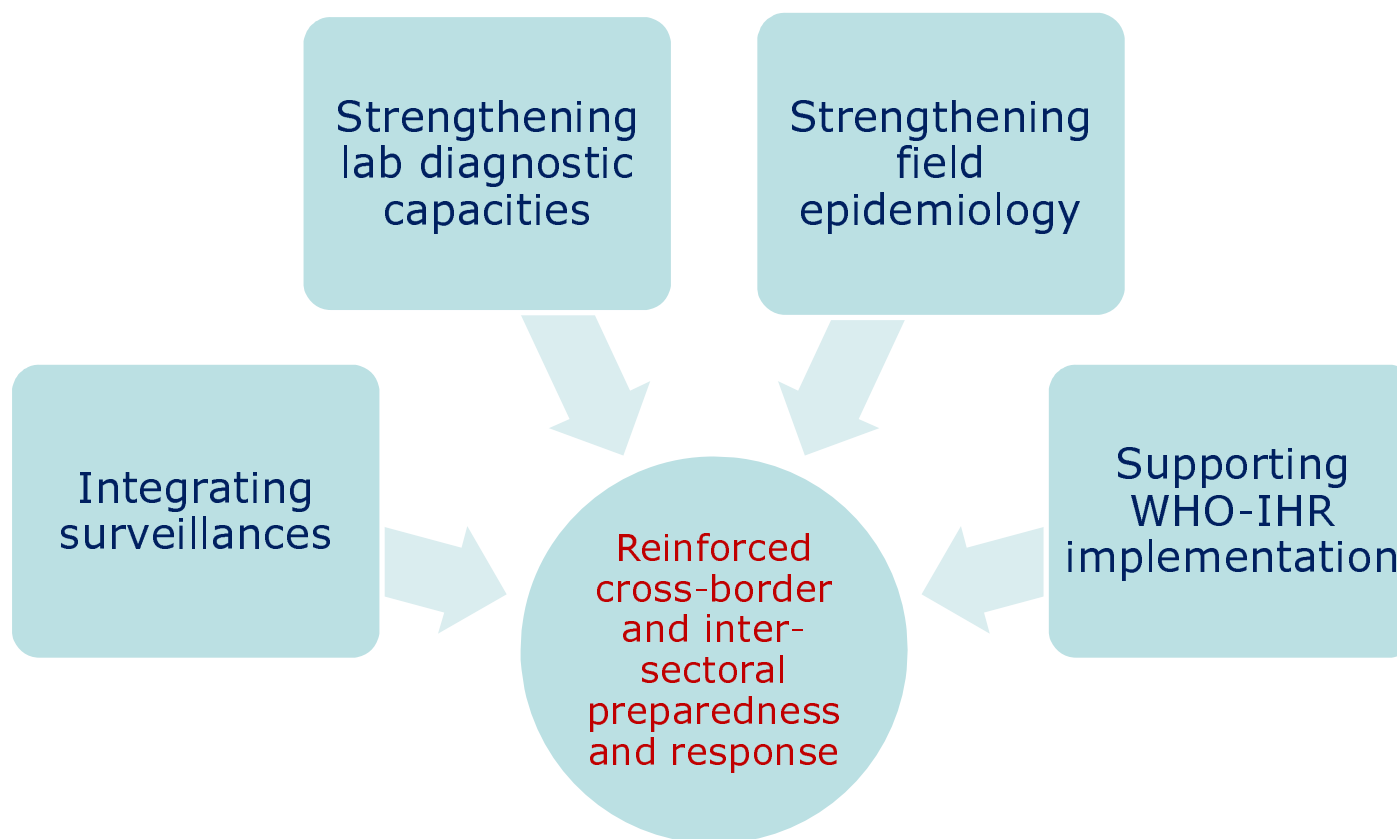 Strengthening
lab diagnostic
capacities
Strengthening
field
epidemiology
Integrating
surveillances
Supporting
WHO-IHR
implementation
Reinforced
cross-border
and inter-
sectoral
preparedness
and response